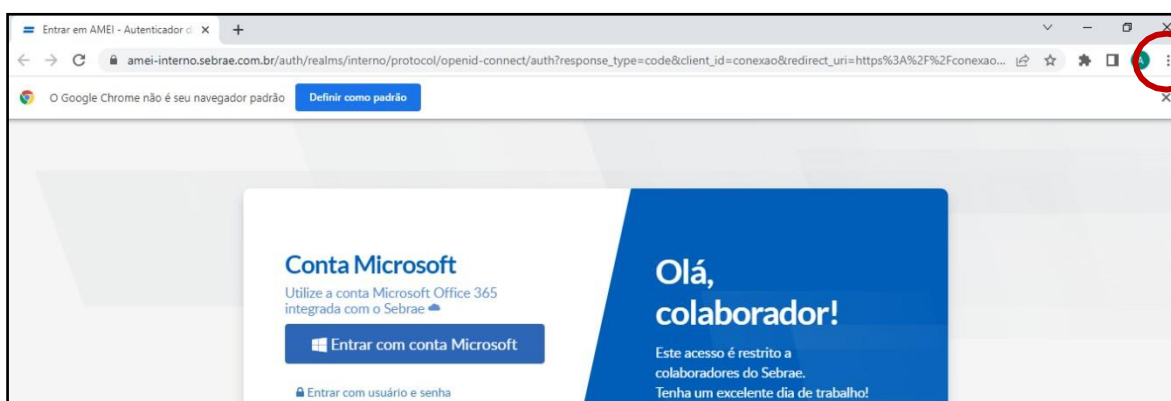 Entrar em AMEI - Autenticador d
amei-interno.sebrae.com.br/auth/realms/interno/protocol/openid-connect/auth?response_type=code&client_id=conexao&redirect_uri=https%3A%2F%2Fconexao...
A
O Google Chrome não é seu navegador padrão
Definir como padrão
Conta Microsoft
Utilize a conta Microsoft Office 365
integrada com o Sebrae
Entrar com conta Microsoft
Entrar com usuário e senha
Olá,
colaborador!
Este acesso é restrito a
colaboradores do Sebrae.
Tenha um excelente dia de trabalho!